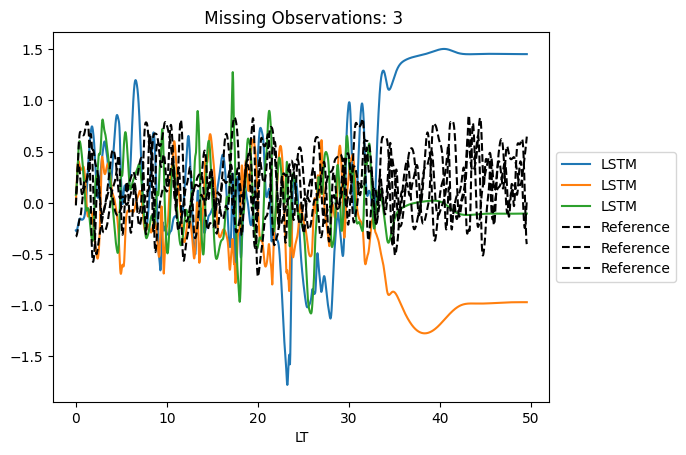 Missing Observations: 3
1.5
1.0
0.5
0.0
−0.5
−1.0
−1.5
0
10
20
30
40
50
LT
LSTM
LSTM
LSTM
Reference
Reference
Reference